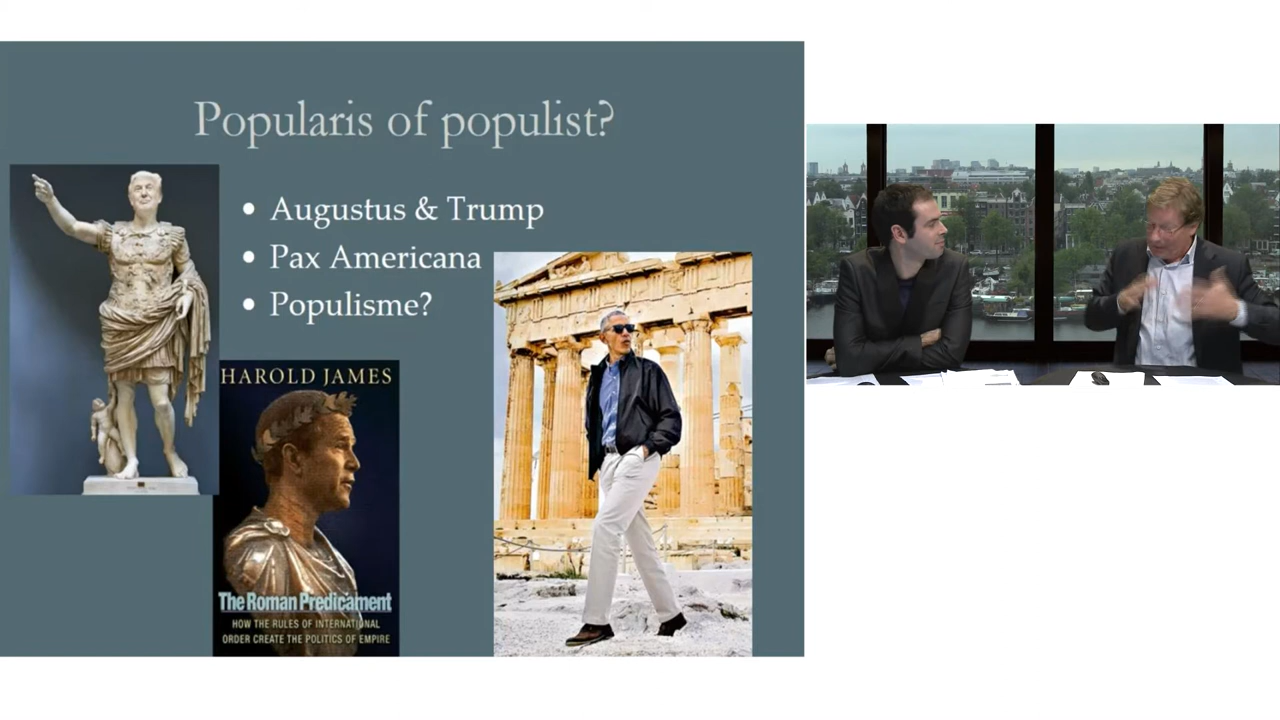 Popularis of populist?
• Augustus & Trump
• Pax Americana
• Populisme?
HAROLD JAMES
The Roman Predicament
HOW THE RULES OF INTERNATIONAL
ORDER CREATE THE POLITICS OF EMPIRE